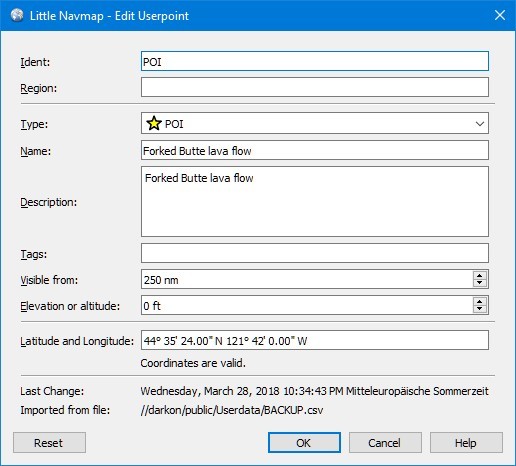 Little Navmap - Edit Userpoint
Ident: POI
Region:
Type: POI
Name: Forked Butte lava flow
Description: Forked Butte lava flow
Tags:
Visible from: 250 nm
Elevation or altitude: 0 ft
Latitude and Longitude: 44° 35' 24.00" N 121° 42' 0.00" W
Coordinates are valid.
Last Change: Wednesday, March 28, 2018 10:34:43 PM Mitteleuropäische Sommerzeit
Imported from file: //darkon/public/Userdata/BACKUP.csv
Reset OK Cancel Help